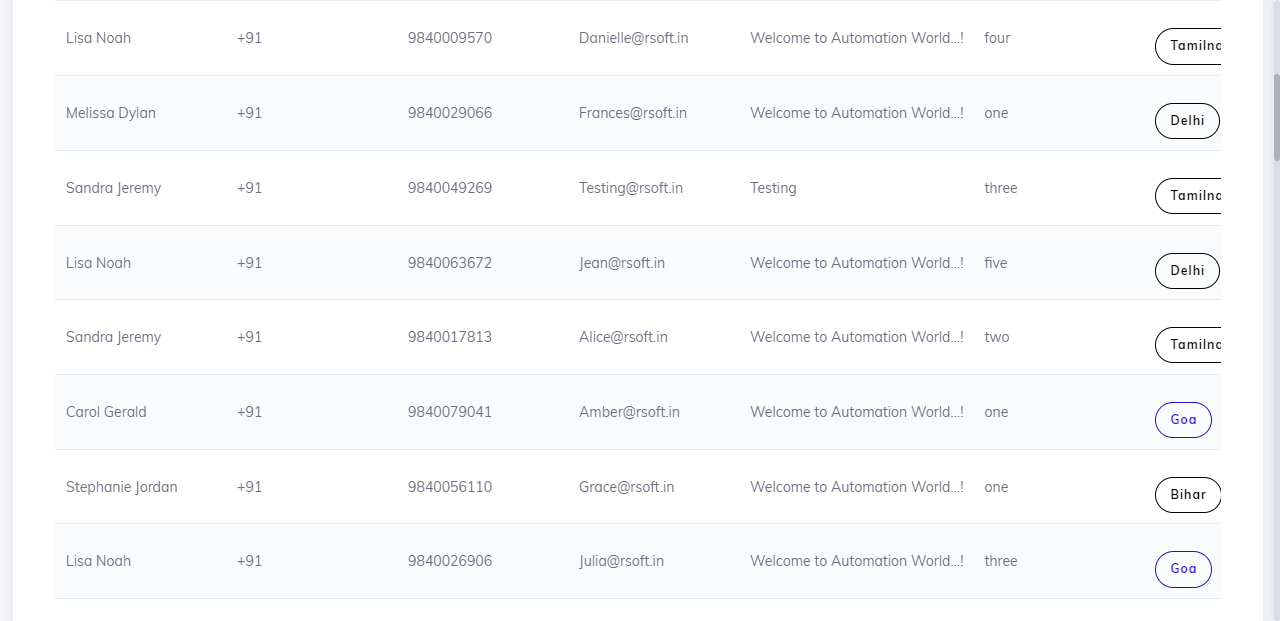 Lisa Noah +91 9840009570 Danielle@rsoft.in Welcome to Automation World...! four Tamilna
Melissa Dylan +91 9840029066 Frances@rsoft.in Welcome to Automation World...! one Delhi
Sandra Jeremy +91 9840049269 Testing@rsoft.in Testing three Tamilna
Lisa Noah +91 9840063672 Jean@rsoft.in Welcome to Automation World...! five Delhi
Sandra Jeremy +91 9840017813 Alice@rsoft.in Welcome to Automation World...! two Tamilna
Carol Gerald +91 9840079041 Amber@rsoft.in Welcome to Automation World...! one Goa
Stephanie Jordan +91 9840056110 Grace@rsoft.in Welcome to Automation World...! one Bihar
Lisa Noah +91 9840026906 Julia@rsoft.in Welcome to Automation World...! three Goa